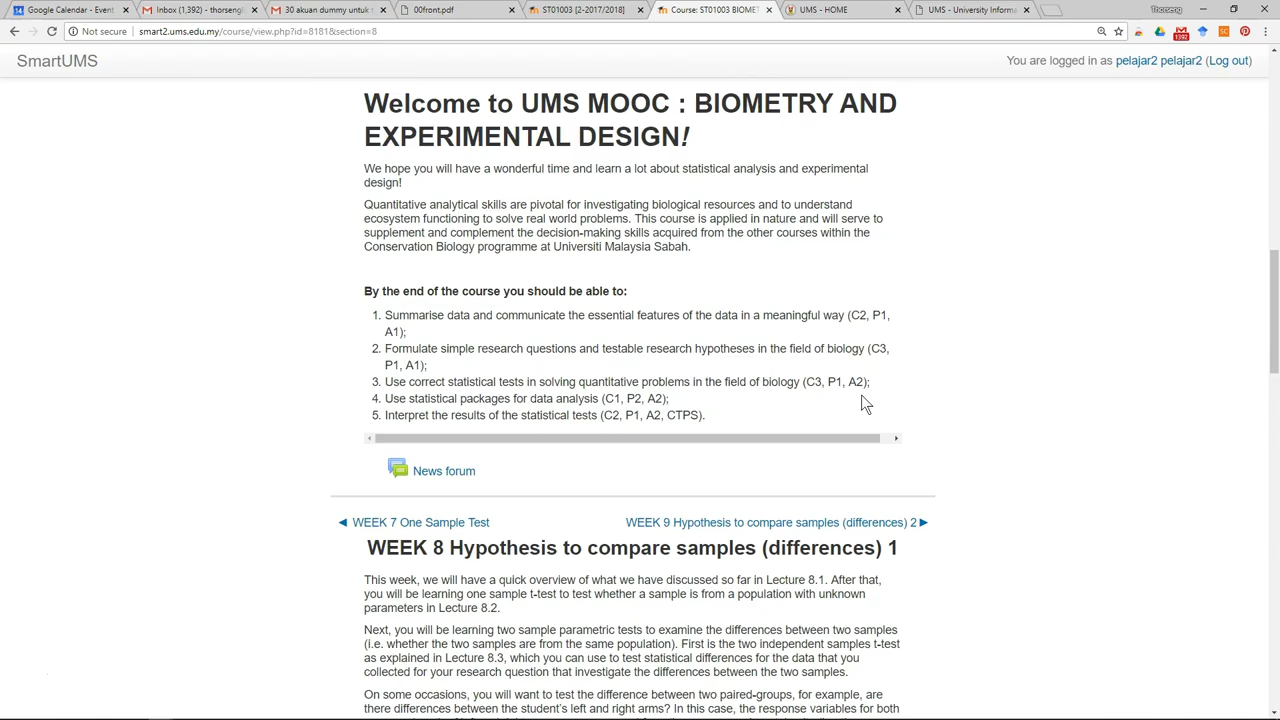 Google Calendar - Event
Inbox (1,392) - thorsengl
30 akuan dummy untuk t
00front.pdf
ST01003 [2-2017/2018]
Course: ST01003 BIOMET
UMS - HOME
UMS - University Informa
Thorseng
Not secure
smart2.ums.edu.my/course/view.php?id=8181&section=8
1392
SmartUMS
You are logged in as pelajar2 pelajar2 (Log out)
Welcome to UMS MOOC : BIOMETRY AND
EXPERIMENTAL DESIGN!
We hope you will have a wonderful time and learn a lot about statistical analysis and experimental
design!
Quantitative analytical skills are pivotal for investigating biological resources and to understand
ecosystem functioning to solve real world problems. This course is applied in nature and will serve to
supplement and complement the decision-making skills acquired from the other courses within the
Conservation Biology programme at Universiti Malaysia Sabah.
By the end of the course you should be able to:
1. Summarise data and communicate the essential features of the data in a meaningful way (C2, P1,
A1);
2. Formulate simple research questions and testable research hypotheses in the field of biology (C3,
P1, A1);
3. Use correct statistical tests in solving quantitative problems in the field of biology (C3, P1, A2);
4. Use statistical packages for data analysis (C1, P2, A2);
5. Interpret the results of the statistical tests (C2, P1, A2, CTPS).
News forum
WEEK 7 One Sample Test
WEEK 9 Hypothesis to compare samples (differences) 2
WEEK 8 Hypothesis to compare samples (differences) 1
This week, we will have a quick overview of what we have discussed so far in Lecture 8.1. After that,
you will be learning one sample t-test to test whether a sample is from a population with unknown
parameters in Lecture 8.2.
Next, you will be learning two sample parametric tests to examine the differences between two samples
(i.e. whether the two samples are from the same population). First is the two independent samples t-test
as explained in Lecture 8.3, which you can use to test statistical differences for the data that you
collected for your research question that investigate the differences between the two samples.
On some occasions, you will want to test the difference between two paired-groups, for example, are
there differences between the student's left and right arms? In this case, the response variables for both